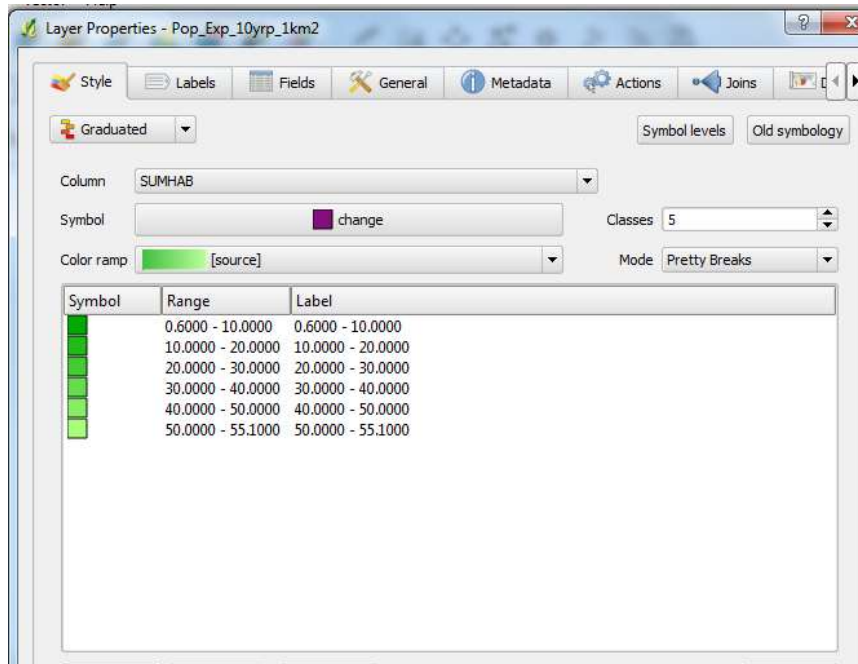 Layer Properties - Pop_Exp_10yrp_1km2
Style Labels Fields General Metadata Actions Joins
Graduated Symbol levels Old symbology
Column SUMHAB
Symbol change Classes 5
Color ramp [source] Mode Pretty Breaks
Symbol Range Label
0.6000 - 10.0000 0.6000 - 10.0000
10.0000 - 20.0000 10.0000 - 20.0000
20.0000 - 30.0000 20.0000 - 30.0000
30.0000 - 40.0000 30.0000 - 40.0000
40.0000 - 50.0000 40.0000 - 50.0000
50.0000 - 55.1000 50.0000 - 55.1000